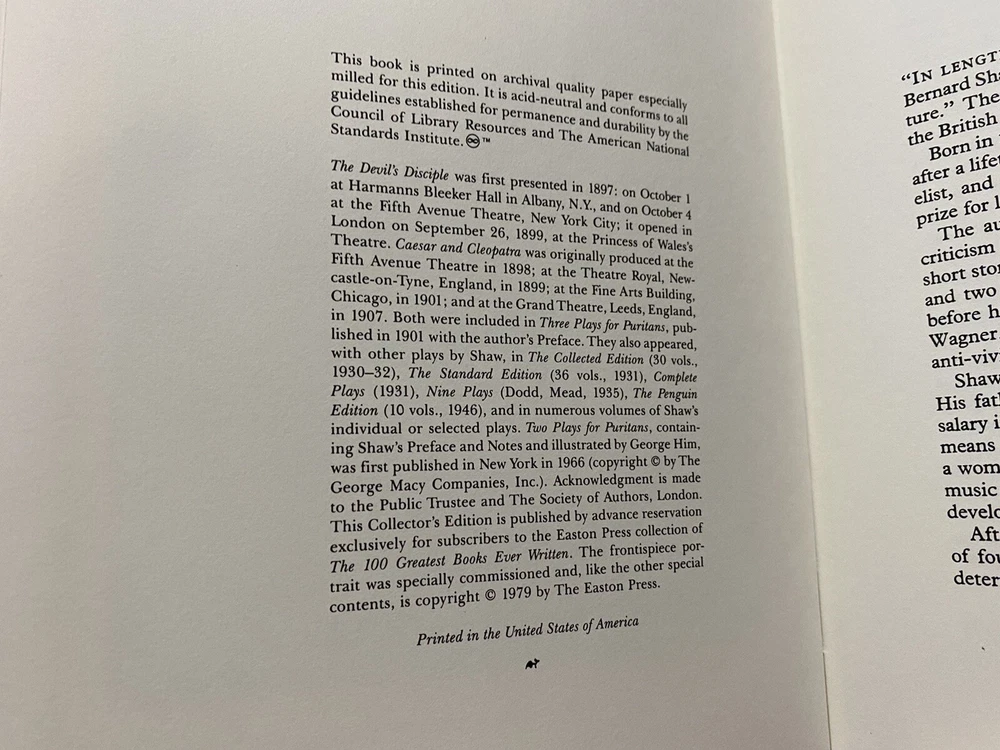 This book is printed on archival quality paper especially
milled for this edition. It is acid-neutral and conforms to all
guidelines established for permanence and durability by the
Council of Library Resources and The American National
Standards Institute. ♾™
The Devil's Disciple was first presented in 1897: on October 1
at Harmanns Bleeker Hall in Albany, N.Y., and on October 4
at the Fifth Avenue Theatre, New York City; it opened in
London on September 26, 1899, at the Princess of Wales's
Theatre. Caesar and Cleopatra was originally produced at the
Fifth Avenue Theatre in 1898; at the Theatre Royal, New-
castle-on-Tyne, England, in 1899; at the Fine Arts Building,
Chicago, in 1901; and at the Grand Theatre, Leeds, England,
in 1907. Both were included in Three Plays for Puritans, pub-
lished in 1901 with the author's Preface. They also appeared,
with other plays by Shaw, in The Collected Edition (30 vols.,
1930–32), The Standard Edition (36 vols., 1931), Complete
Plays (1931), Nine Plays (Dodd, Mead, 1935), The Penguin
Edition (10 vols., 1946), and in numerous volumes of Shaw's
individual or selected plays. Two Plays for Puritans, contain-
ing Shaw's Preface and Notes and illustrated by George Him,
was first published in New York in 1966 (copyright © by The
George Macy Companies, Inc.). Acknowledgment is made
to the Public Trustee and The Society of Authors, London.
This Collector's Edition is published by advance reservation
exclusively for subscribers to the Easton Press collection of
The 100 Greatest Books Ever Written. The frontispiece por-
trait was specially commissioned and, like the other special
contents, is copyright © 1979 by The Easton Press.
Printed in the United States of America
"IN LENGT
Bernard Sha
ture." The
the British
Born in
after a lifet
elist, and
prize for l
The au
criticism
short stor
and two
before h
Wagner,
anti-viv
Shaw
His fath
salary i
means
a wom
music
develo
Aft
of fou
deter